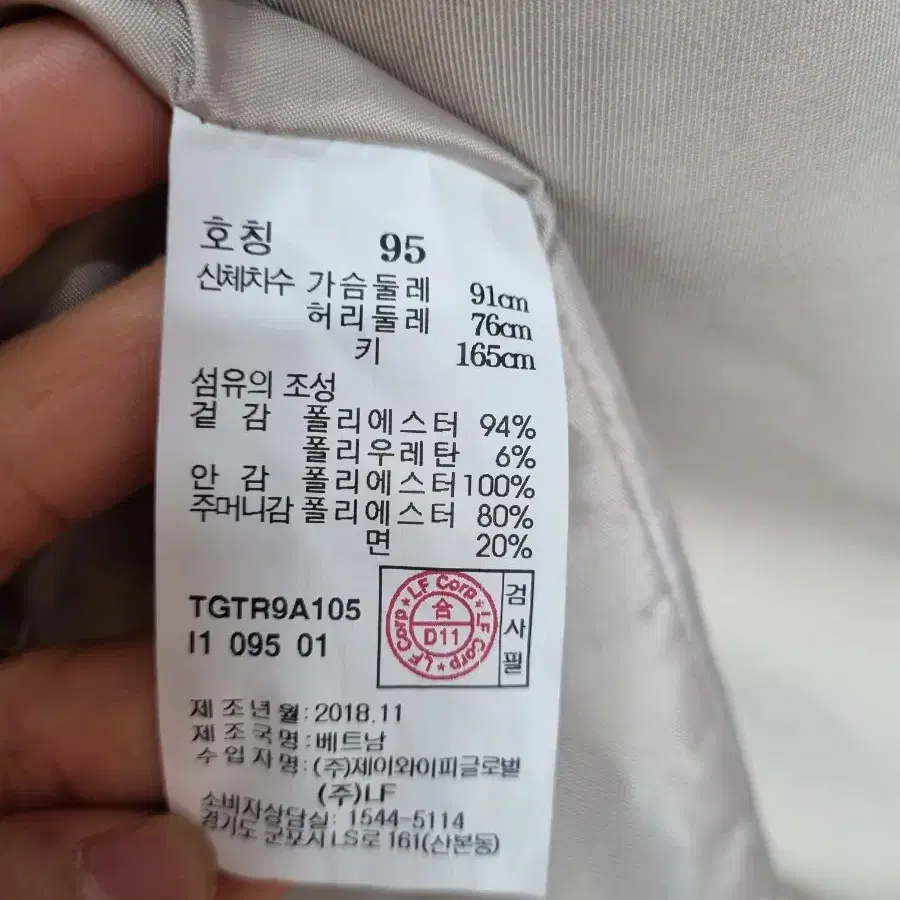 호칭 95
신체차수 가슴둘레 91cm
허리둘레 76cm
키 165cm
섬유의 조성
겉 감 폴리에스터 94%
폴리우레탄 6%
안 감 폴리에스터 100%
주머니감 폴리에스터 80%
면 20%
TGTR9A105
I1 095 01
LF Corp ★ LF Corp ★ LF Corp ★
合
D11
검사필
제조년월: 2018.11
제조국명: 베트남
수입자명: (주)제이와이피글로벌
(주)LF
소비자상담실: 1544-5114
경기도 군포시 LS로 161(산본동)